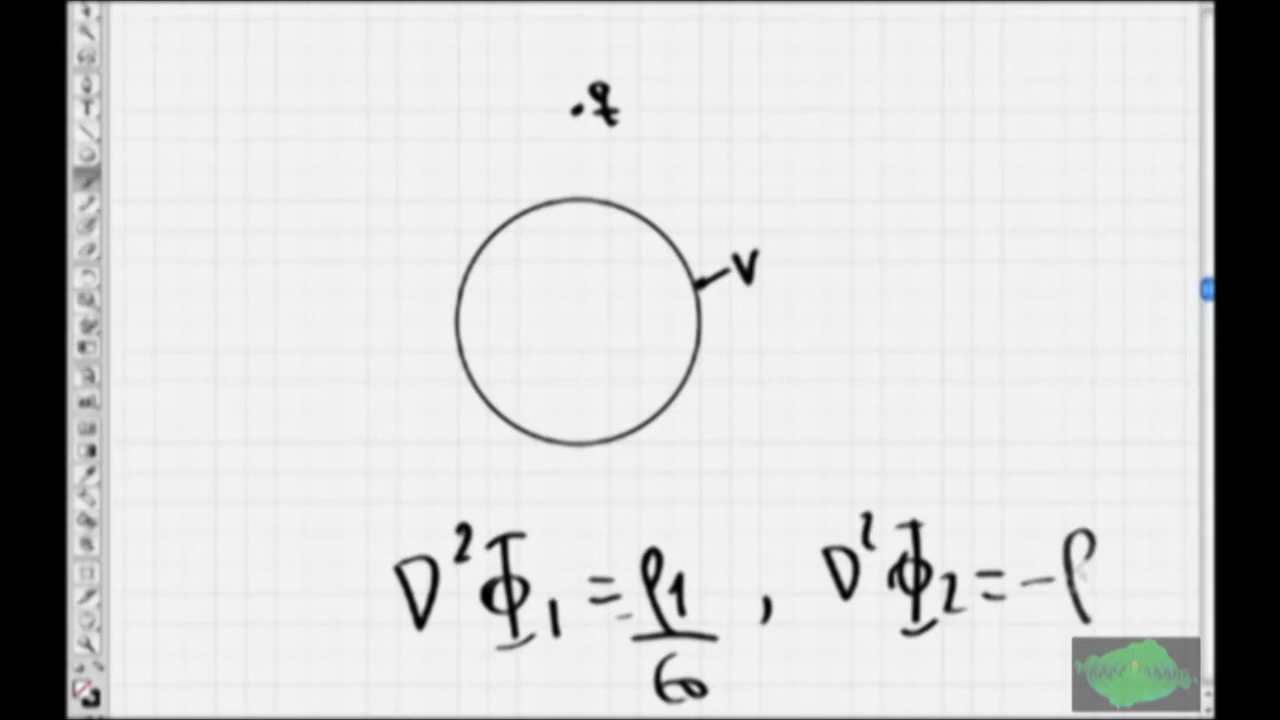 .q
V
∇²Φ₁ = -ρ₁/ε₀ , ∇²Φ₂ = -ρ